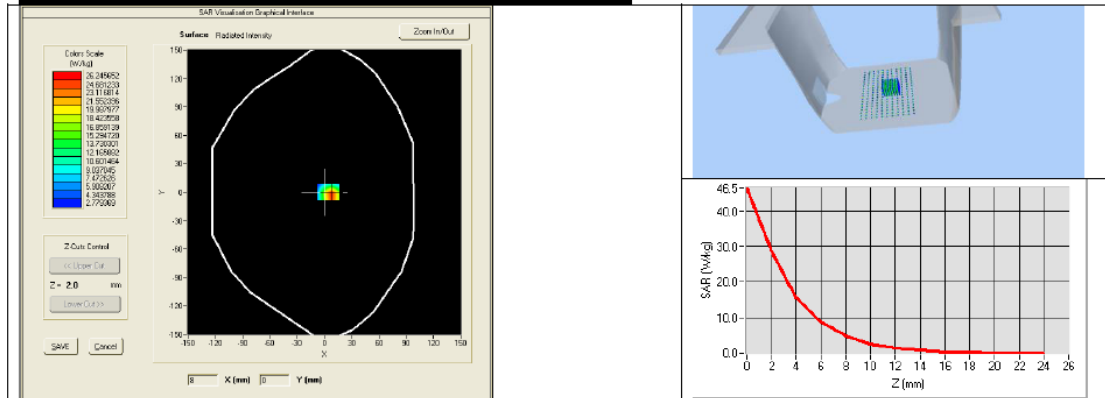 SAR Visualisation Graphical Interface
Surface Radiated Intensity
Zoom In/Out
Colors Scale
(W/kg)
26.245652
24.681233
23.116814
21.552396
19.987977
18.423558
16.859139
15.294720
13.730301
12.165882
10.601464
9.037045
7.472626
5.908207
4.343788
2.779369
Z-Cuts Control
<< Upper Cut
Z = 2.0 mm
Lower Cut >>
SAVE Cancel
150
120
90
60
30
0
-30
-60
-90
-120
-150
Y
-150 -120 -90 -60 -30 0 30 60 90 120 150
X
8 X (mm) 0 Y (mm)
46.5
40.0
30.0
20.0
10.0
0.0
SAR (W/kg)
0 2 4 6 8 10 12 14 16 18 20 22 24 26
Z (mm)